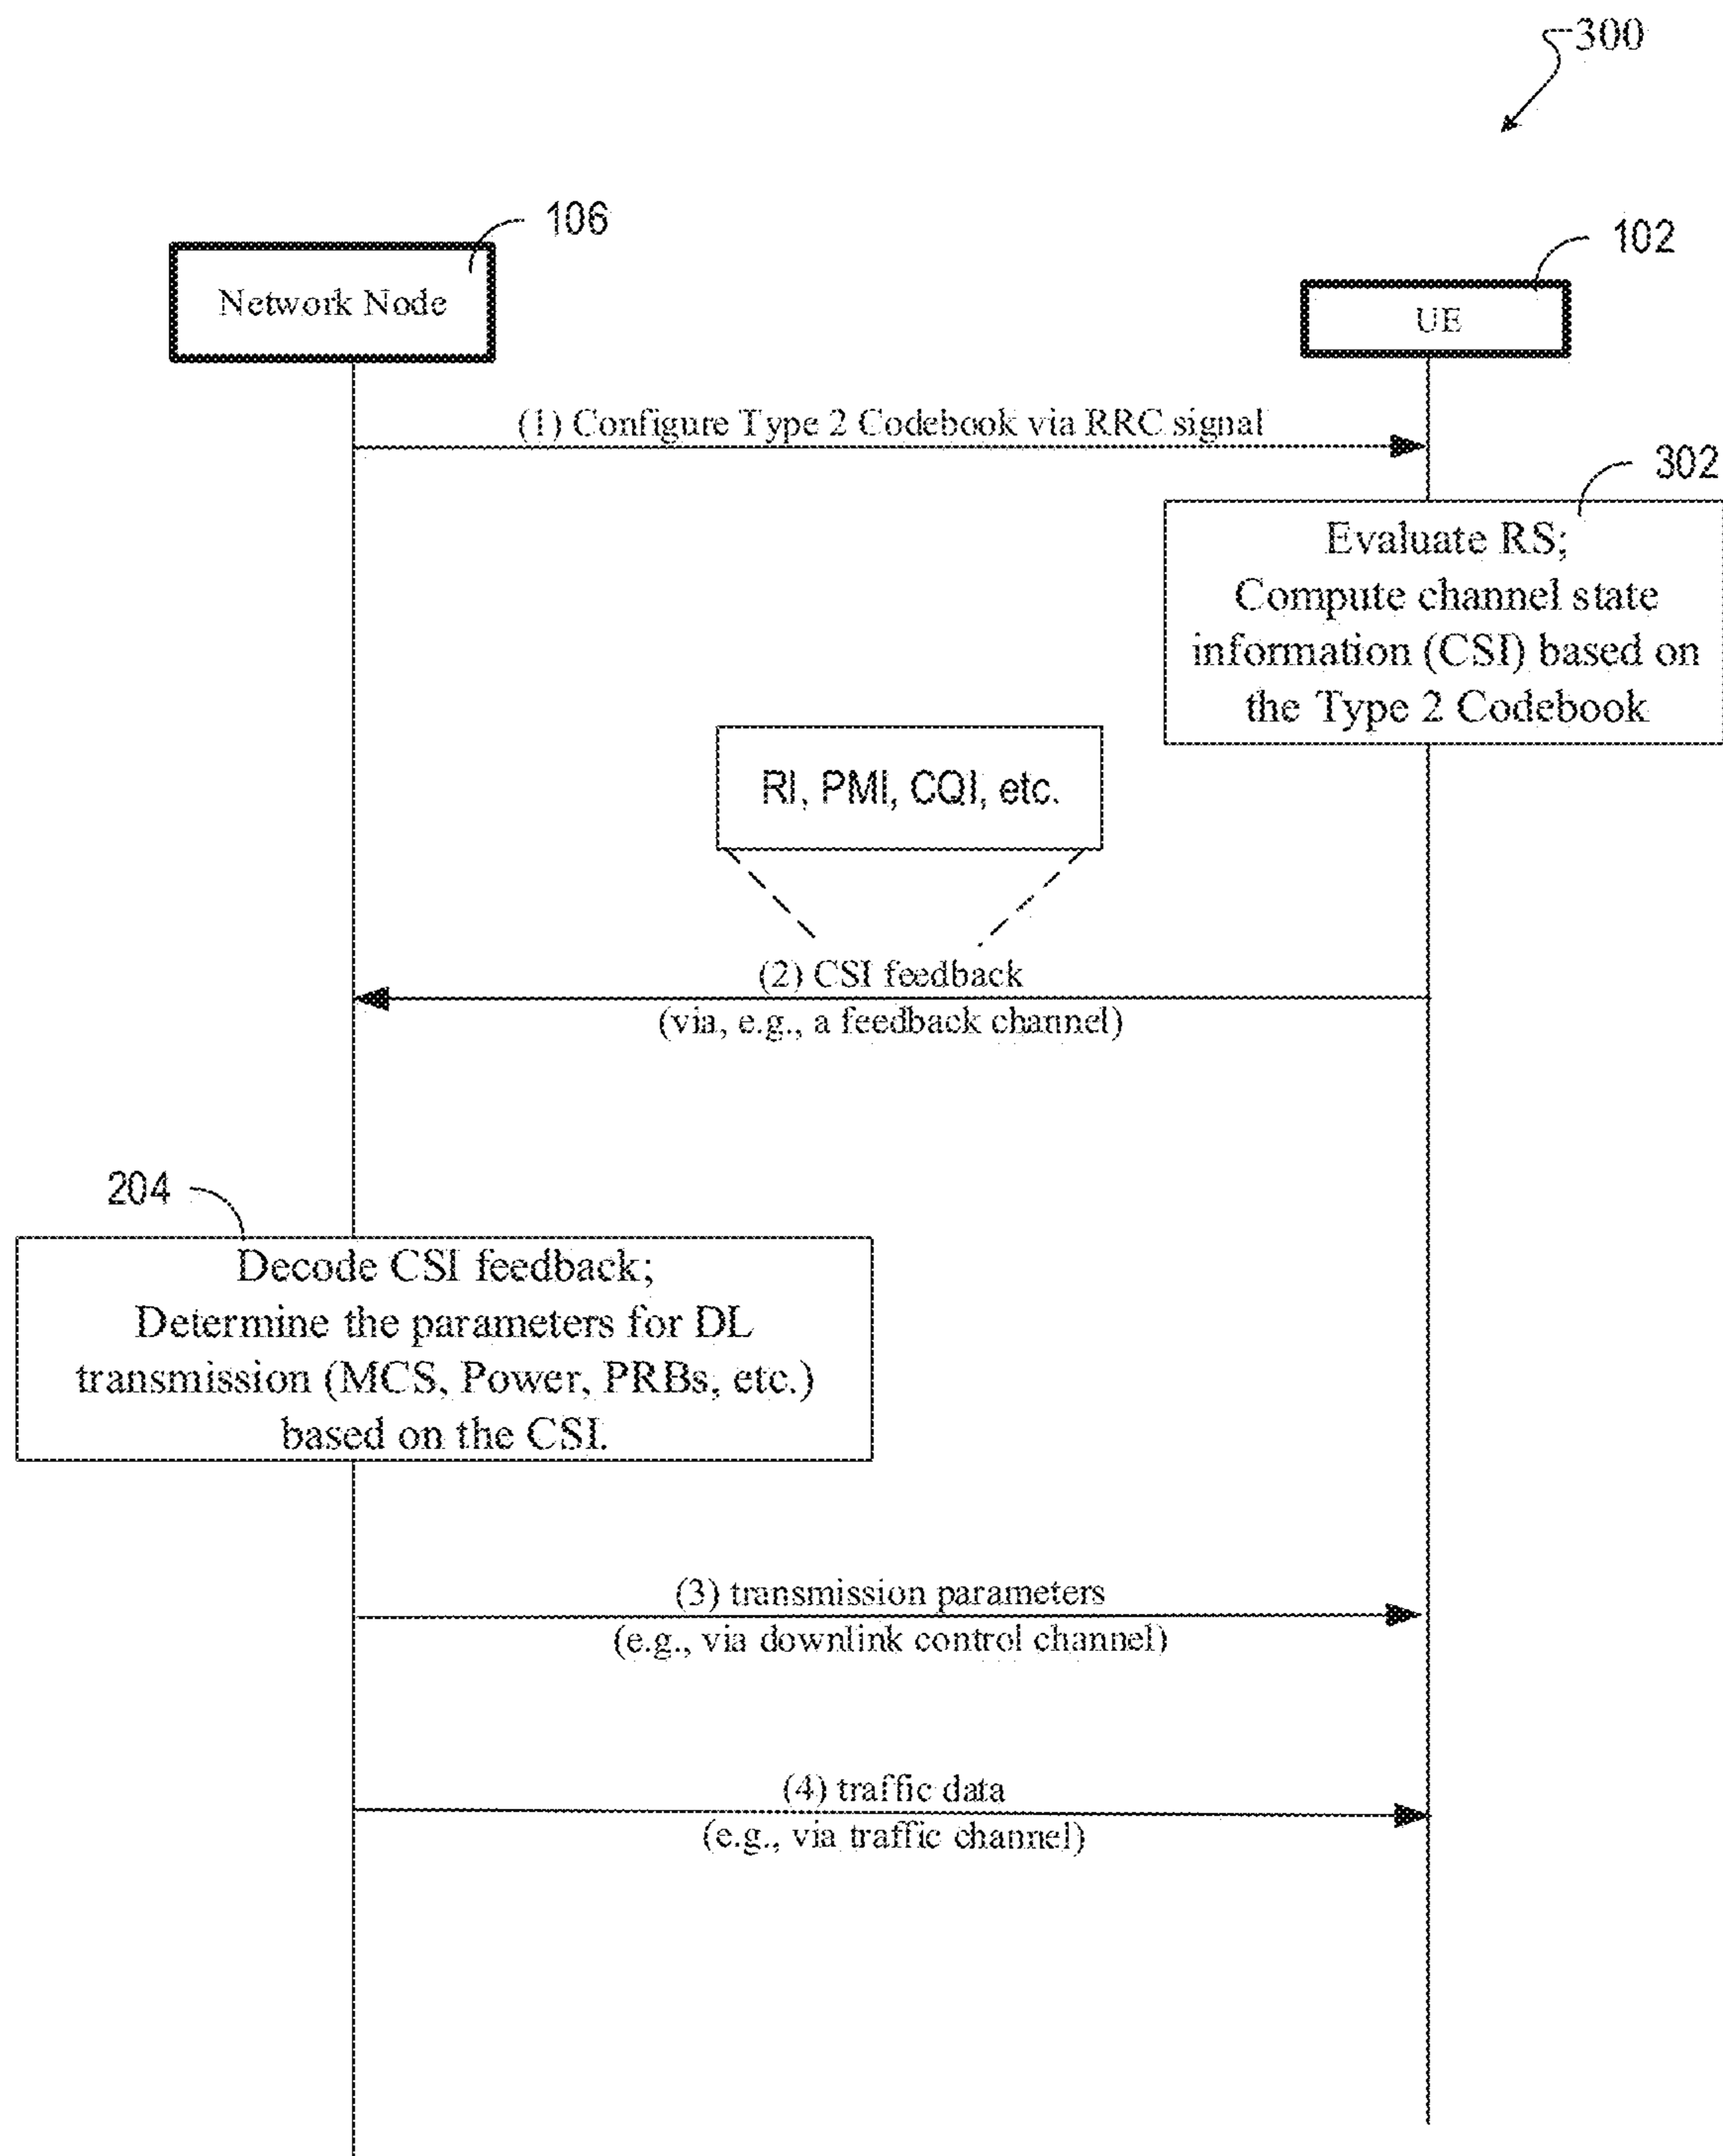 300
106
Network Node
102
UE
(1) Configure Type 2 Codebook via RRC signal
302
Evaluate RS;
Compute channel state
information (CSI) based on
the Type 2 Codebook
RI, PMI, CQI, etc.
(2) CSI feedback
(via, e.g., a feedback channel)
204
Decode CSI feedback;
Determine the parameters for DL
transmission (MCS, Power, PRBs, etc.)
based on the CSI.
(3) transmission parameters
(e.g., via downlink control channel)
(4) traffic data
(e.g., via traffic channel)